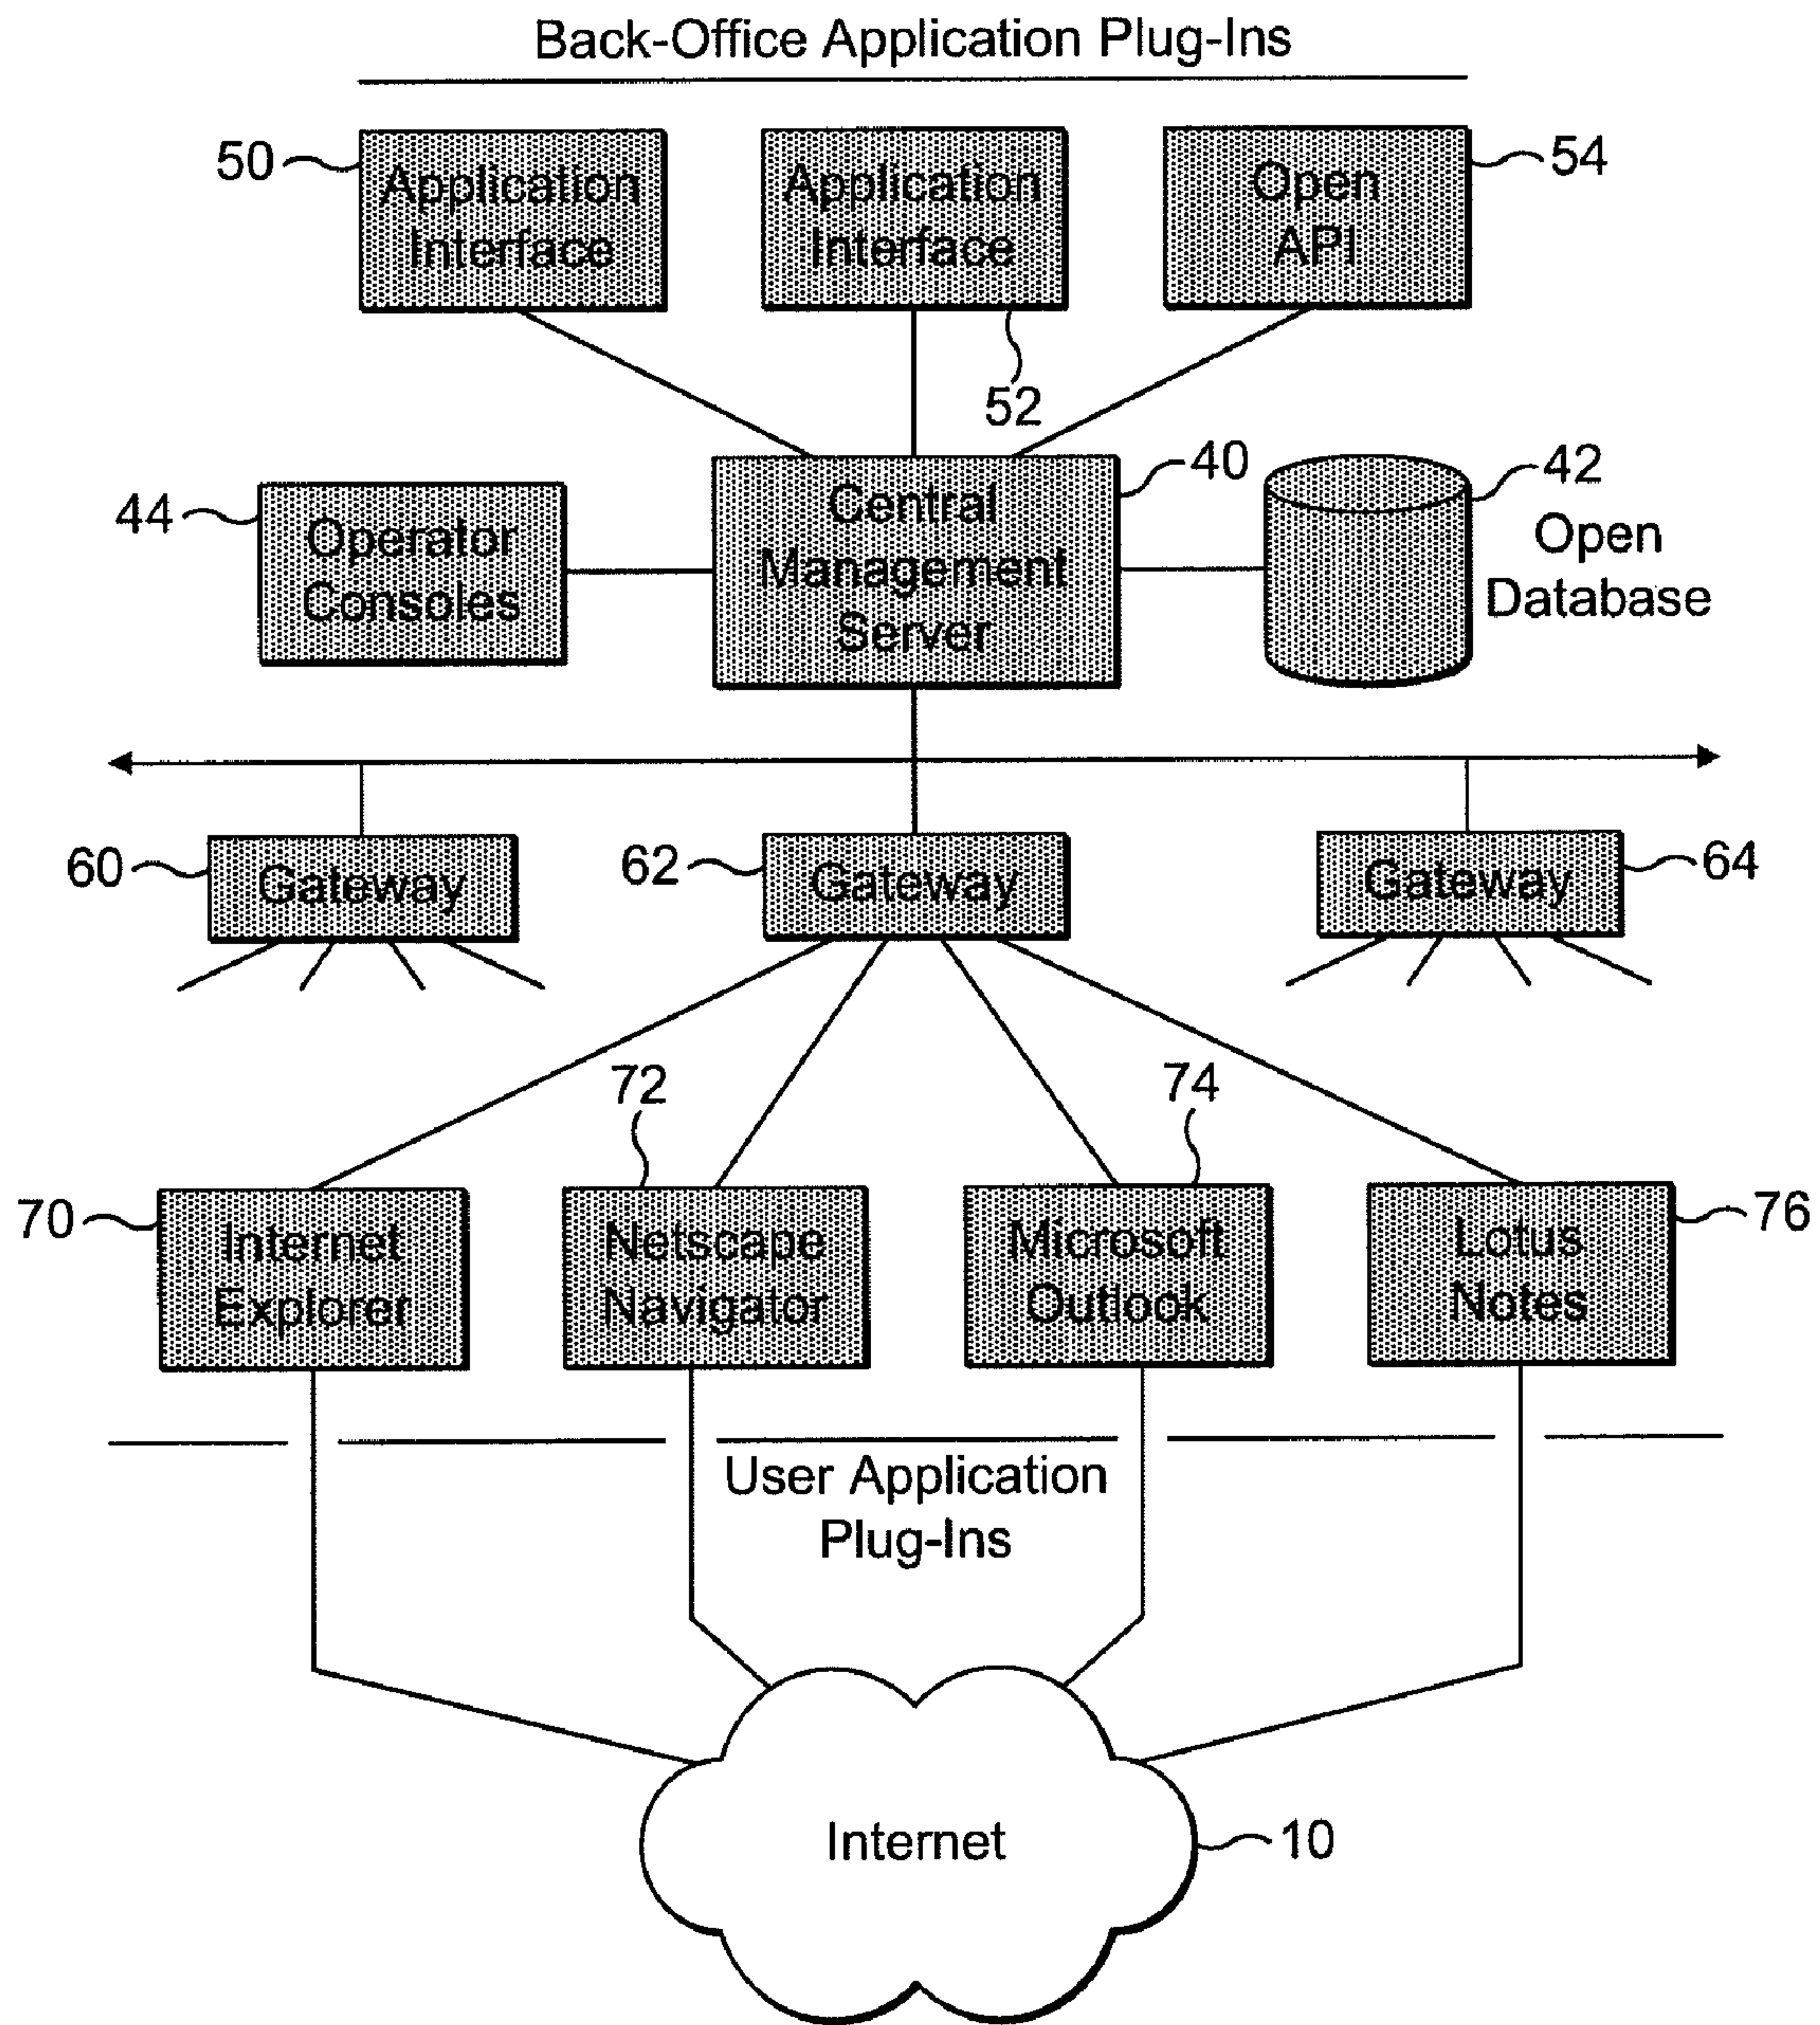 Back-Office Application Plug-Ins
50
Application
Interface
Application
Interface
52
Open
API
54
44
Operator
Consoles
Central
Management
Server
40
42
Open
Database
60
Gateway
62
Gateway
Gateway
64
70
Internet
Explorer
72
Netscape
Navigator
74
Microsoft
Outlook
Lotus
Notes
76
User Application
Plug-Ins
Internet
10